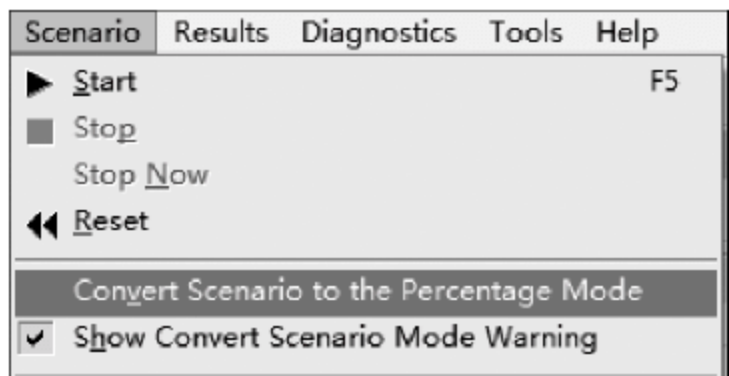 Scenario Results Diagnostics Tools Help
Start F5
Stop
Stop Now
Reset
Convert Scenario to the Percentage Mode
Show Convert Scenario Mode Warning